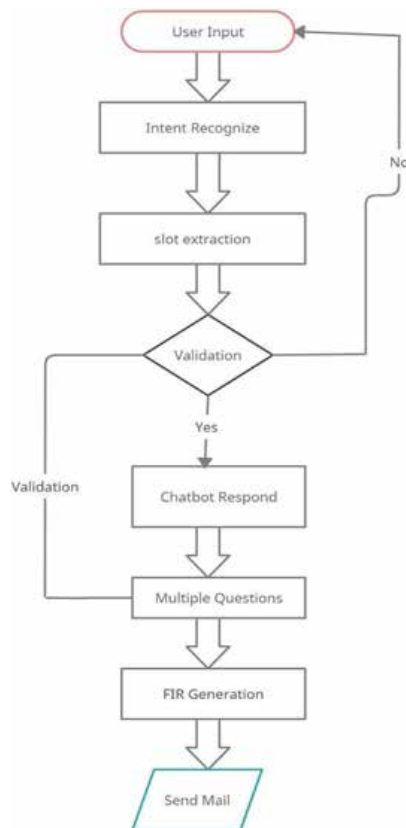 User Input
Intent Recognize
No
slot extraction
Validation
Yes
Validation
Chatbot Respond
Multiple Questions
FIR Generation
Send Mail